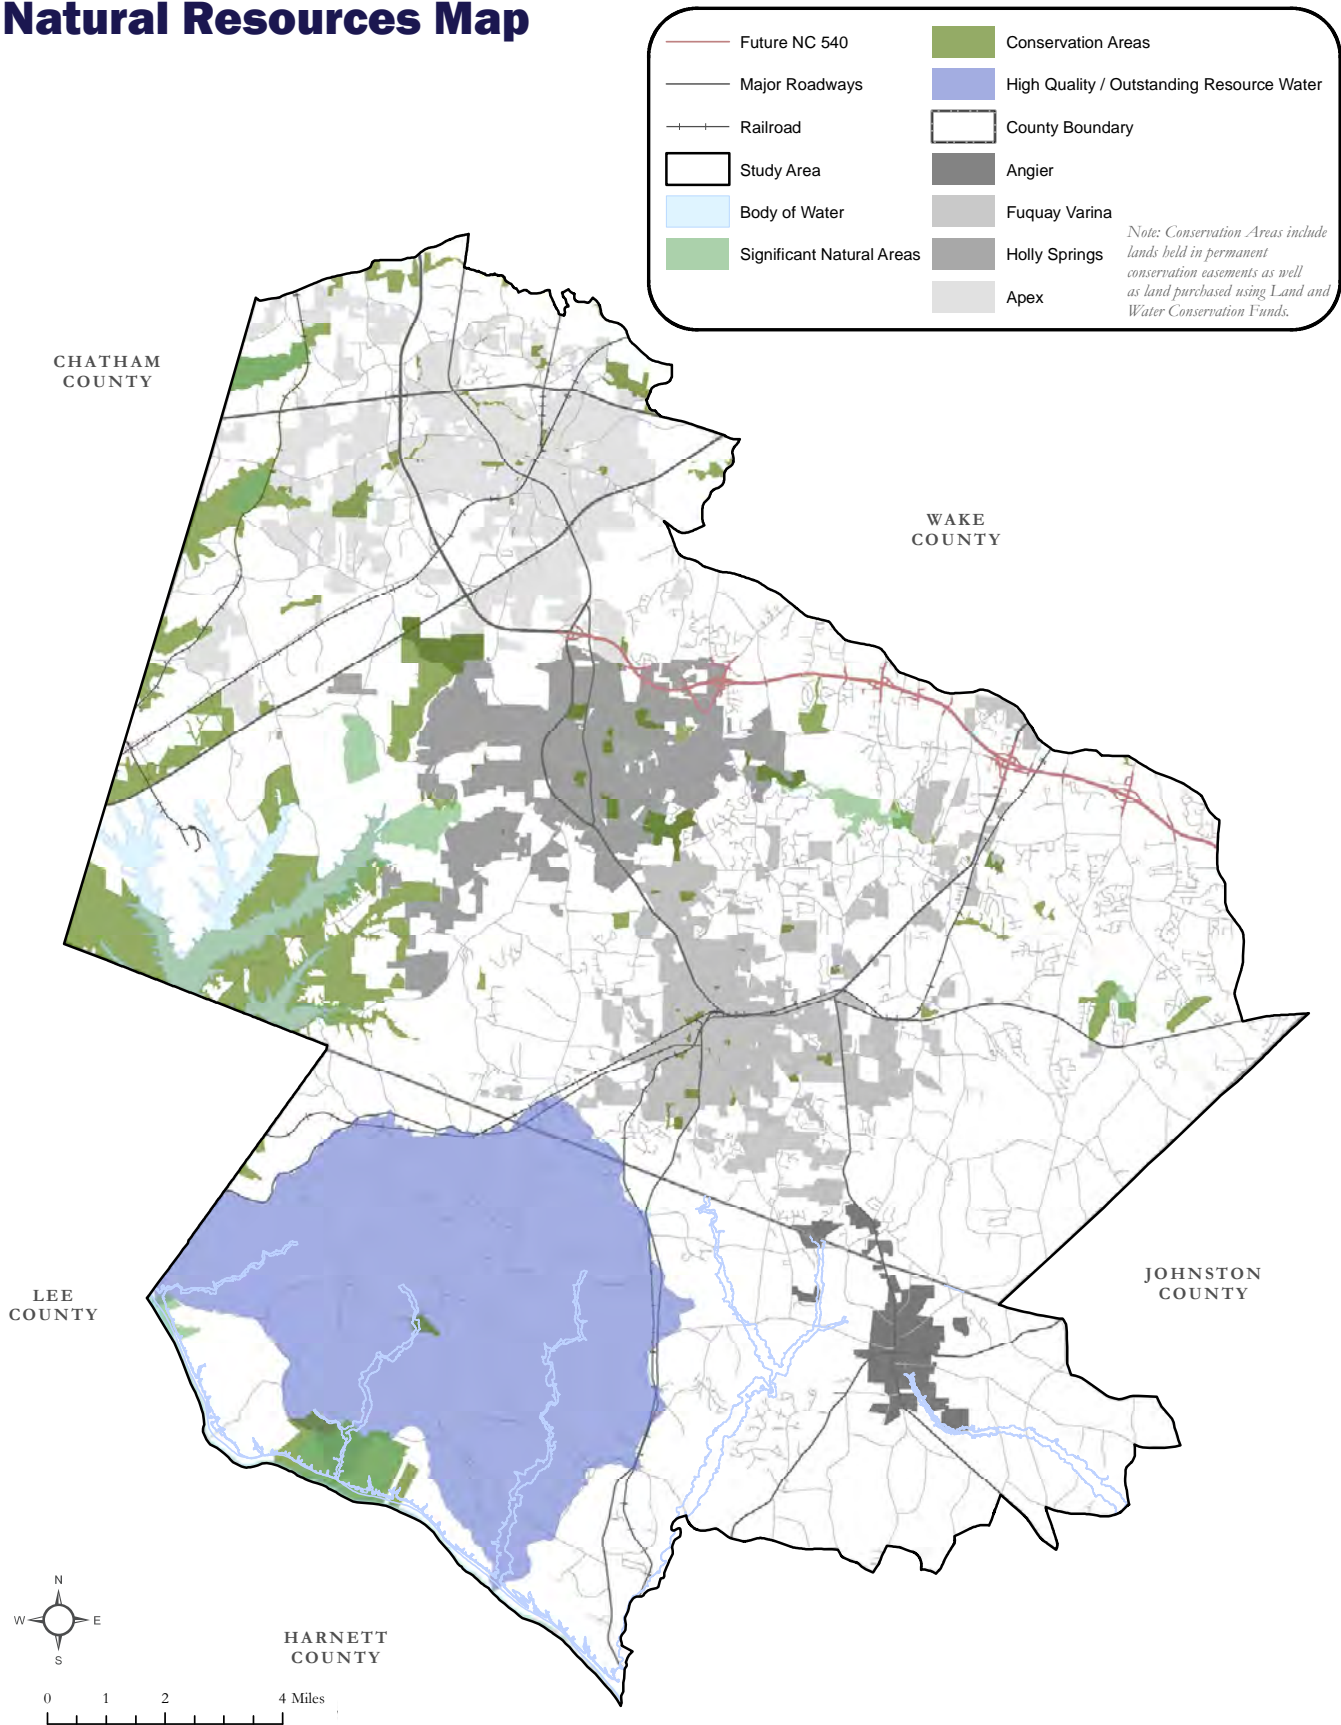 Natural Resources Map
Future NC 540
Major Roadways
Railroad
Study Area
Body of Water
Significant Natural Areas
Conservation Areas
High Quality / Outstanding Resource Water
County Boundary
Angier
Fuquay Varina
Holly Springs
Apex
Note: Conservation Areas include
lands held in permanent
conservation easements as well
as land purchased using Land and
Water Conservation Funds.
CHATHAM
COUNTY
WAKE
COUNTY
LEE
COUNTY
JOHNSTON
COUNTY
HARNETT
COUNTY
N
W E
S
0 1 2 4 Miles